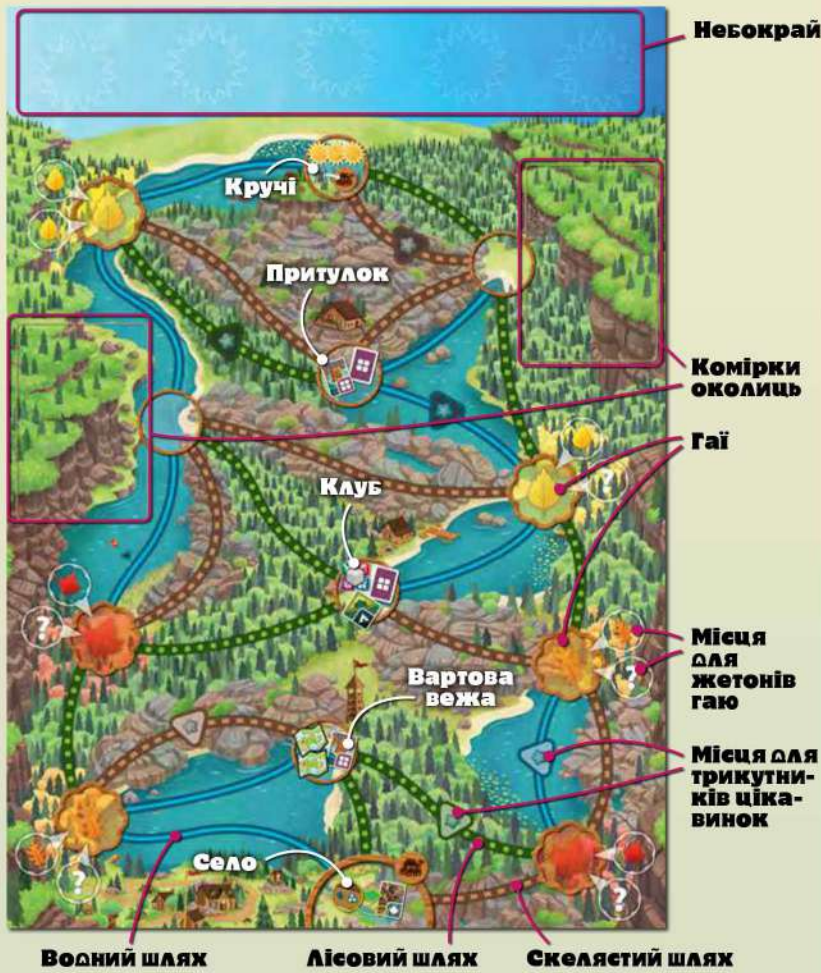 Небокрай
Кручі
Притулок
Комірки
околиць
Гаї
Клуб
?
?
Місця
для
жетонів
гаю
?
Вартова
вежа
Місця для
трикутни-
ків ціка-
винок
Село
?
?
Водний шлях
Лісовий шлях
Скелястий шлях